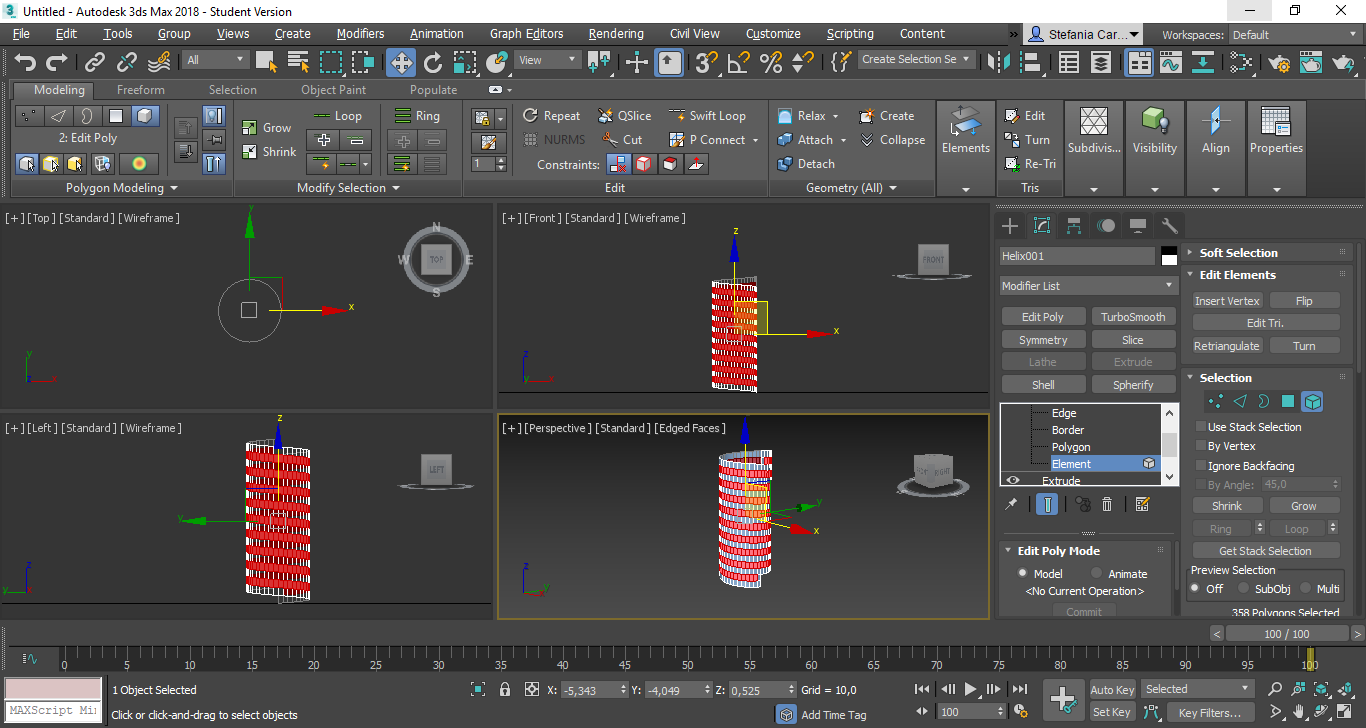 Untitled - Autodesk 3ds Max 2018 - Student Version
File Edit Tools Group Views Create Modifiers Animation Graph Editors Rendering Civil View Customize Scripting Content » Stefania Car... Workspaces: Default
All View Create Selection Se
Modeling Freeform Selection Object Paint Populate
2: Edit Poly
Polygon Modeling
Grow Loop Ring
Shrink
Modify Selection
1
Repeat QSlice Swift Loop
NURMS Cut P Connect
Constraints:
Edit
Relax Create
Attach Collapse
Detach
Geometry (All)
Elements
Edit
Turn
Re-Tri
Tris
Subdivis...
Visibility
Align
Properties
[+] [Top] [Standard] [Wireframe]
N
W TOP E
S
y
x
y
z x
[+] [Front] [Standard] [Wireframe]
FRONT
z
x
z
y x
[+] [Left] [Standard] [Wireframe]
LEFT
z
y
z
y
[+] [Perspective] [Standard] [Edged Faces]
RIGHT
y
x
z
y
Helix001
Modifier List
Edit Poly TurboSmooth
Symmetry Slice
Lathe Extrude
Shell Spherify
Edge
Border
Polygon
Element
Extrude
Edit Poly Mode
Model Animate
<No Current Operation>
Commit
Soft Selection
Edit Elements
Insert Vertex Flip
Edit Tri.
Retriangulate Turn
Selection
Use Stack Selection
By Vertex
Ignore Backfacing
By Angle: 45,0
Shrink Grow
Ring Loop
Get Stack Selection
Preview Selection
Off SubObj Multi
358 Polygons Selected
< 100 / 100 >
0 5 10 15 20 25 30 35 40 45 50 55 60 65 70 75 80 85 90 95 100
1 Object Selected X: -5,343 Y: -4,049 Z: 0,525 Grid = 10,0 Auto Key Selected
MAXScript Mi Click or click-and-drag to select objects Add Time Tag 100 Set Key Key Filters...